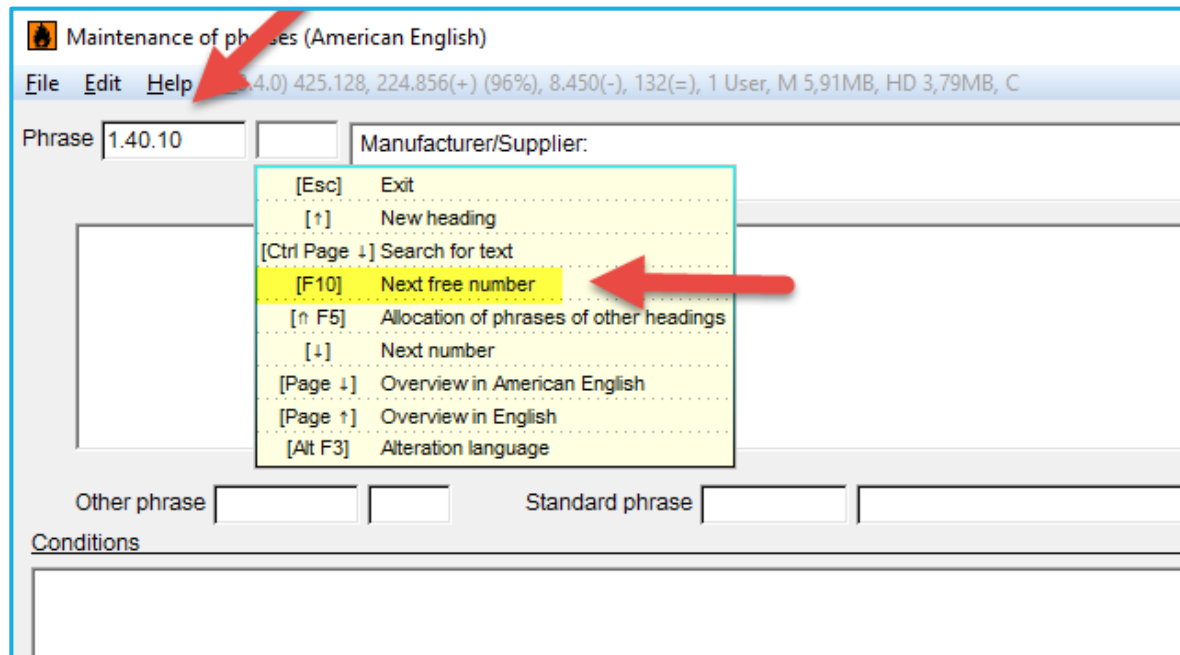 Maintenance of phrases (American English)
File Edit Help 4.0) 425.128, 224.856(+) (96%), 8.450(-), 132(=), 1 User, M 5,91MB, HD 3,79MB, C
Phrase 1.40.10 Manufacturer/Supplier:
[Esc] Exit
[↑] New heading
[Ctrl Page ↓] Search for text
[F10] Next free number
[⇑ F5] Allocation of phrases of other headings
[↓] Next number
[Page ↓] Overview in American English
[Page ↑] Overview in English
[Alt F3] Alteration language
Other phrase Standard phrase
Conditions